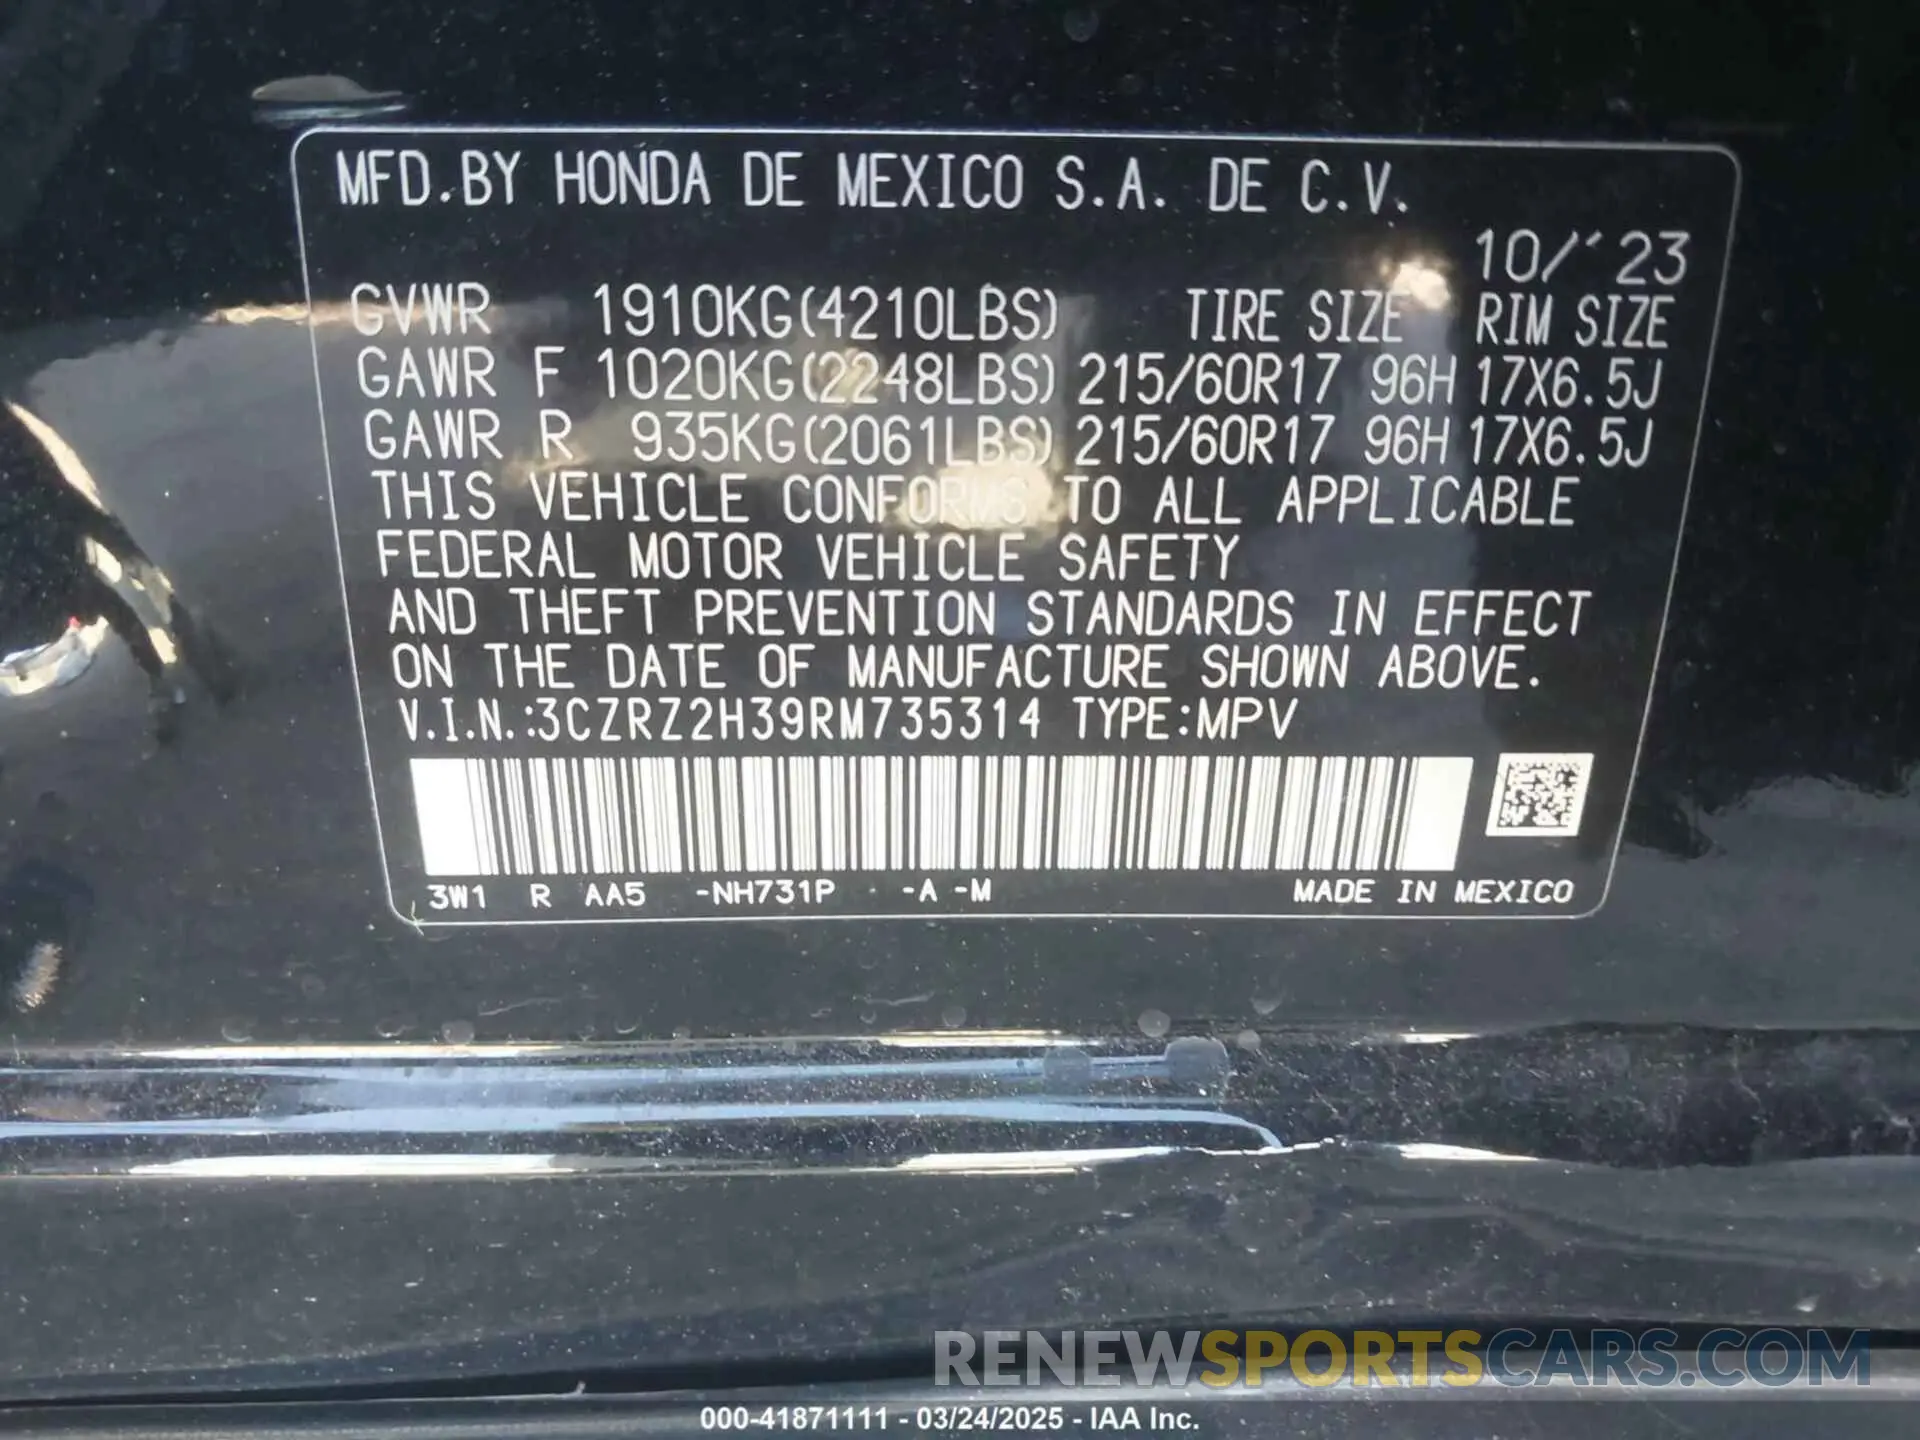 MFD.BY HONDA DE MEXICO S.A. DE C.V.
10/'23
GVWR 1910KG(4210LBS) TIRE SIZE RIM SIZE
GAWR F 1020KG(2248LBS) 215/60R17 96H 17X6.5J
GAWR R 935KG(2061LBS) 215/60R17 96H 17X6.5J
THIS VEHICLE CONFORMS TO ALL APPLICABLE
FEDERAL MOTOR VEHICLE SAFETY
AND THEFT PREVENTION STANDARDS IN EFFECT
ON THE DATE OF MANUFACTURE SHOWN ABOVE.
V.I.N.:3CZRZ2H39RM735314 TYPE:MPV
3W1 R AA5 -NH731P -A -M MADE IN MEXICO
RENEWSPORTSCARS.COM
000-41871111 - 03/24/2025 - IAA Inc.